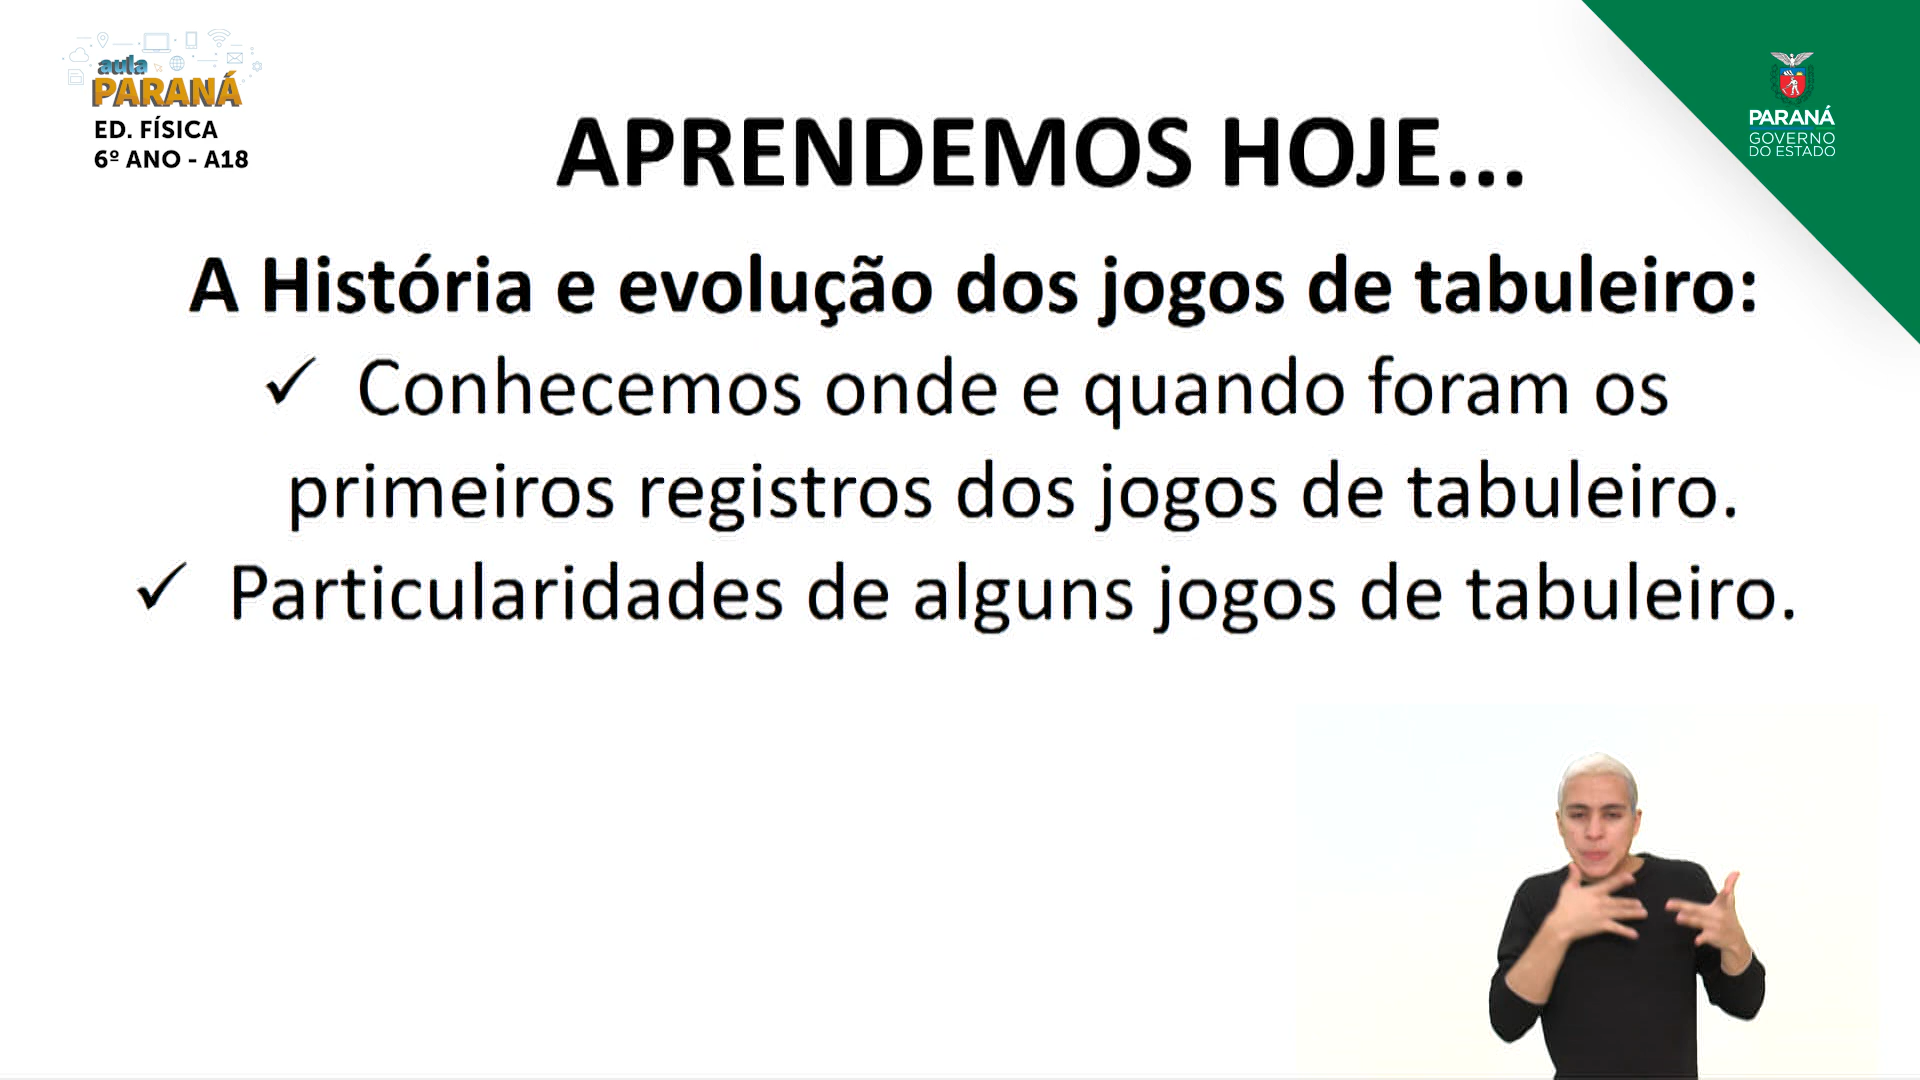 aula
PARANÁ
ED. FÍSICA
6º ANO - A18
PARANÁ
GOVERNO
DO ESTADO
APRENDEMOS HOJE...
A História e evolução dos jogos de tabuleiro:
✓ Conhecemos onde e quando foram os
primeiros registros dos jogos de tabuleiro.
✓ Particularidades de alguns jogos de tabuleiro.